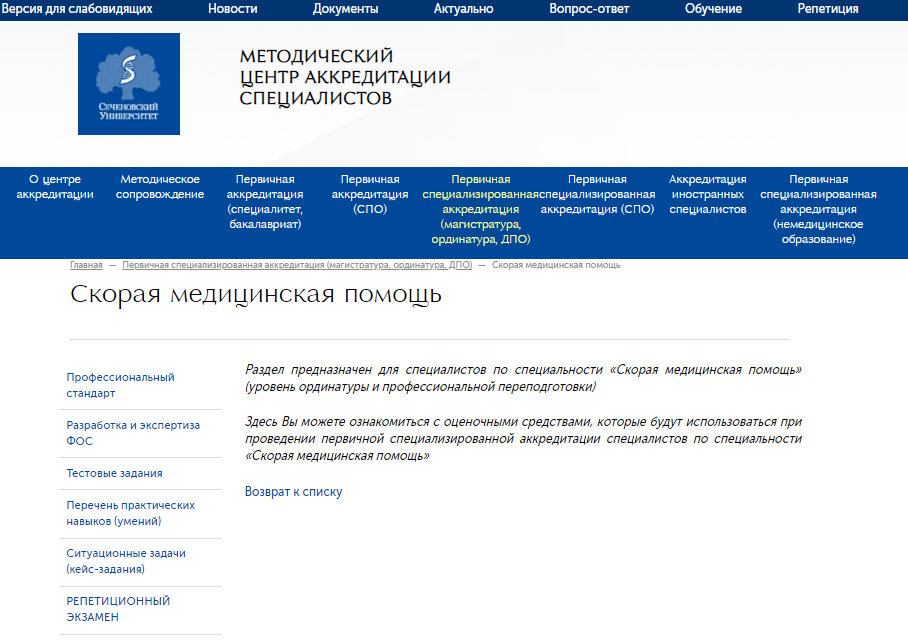 Версия для слабовидящих Новости Документы Актуально Вопрос-ответ Обучение Репетиция
Сеченовский
Университет
МЕТОДИЧЕСКИЙ
ЦЕНТР АККРЕДИТАЦИИ
СПЕЦИАЛИСТОВ
О центре
аккредитации
Методическое
сопровождение
Первичная
аккредитация
(специалитет,
бакалавриат)
Первичная
аккредитация
(СПО)
Первичная
специализированная
аккредитация
(магистратура,
ординатура, ДПО)
Первичная
специализированная
аккредитация (СПО)
Аккредитация
иностранных
специалистов
Первичная
специализированная
аккредитация
(немедицинское
образование)
Главная — Первичная специализированная аккредитация (магистратура, ординатура, ДПО) — Скорая медицинская помощь
Скорая медицинская помощь
Профессиональный
стандарт
Разработка и экспертиза
ФОС
Тестовые задания
Перечень практических
навыков (умений)
Ситуационные задачи
(кейс-задания)
РЕПЕТИЦИОННЫЙ
ЭКЗАМЕН
Раздел предназначен для специалистов по специальности «Скорая медицинская помощь»
(уровень ординатуры и профессиональной переподготовки)
Здесь Вы можете ознакомиться с оценочными средствами, которые будут использоваться при
проведении первичной специализированной аккредитации специалистов по специальности
«Скорая медицинская помощь»
Возврат к списку